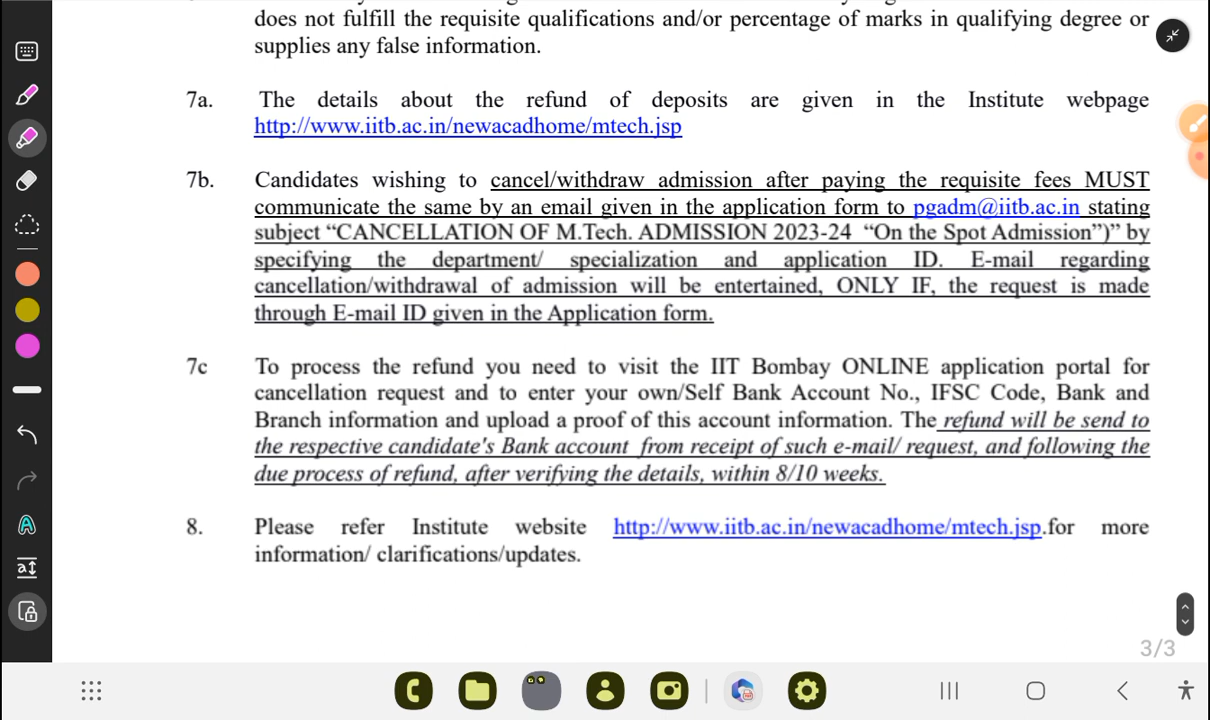 does not fulfill the requisite qualifications and/or percentage of marks in qualifying degree or
supplies any false information.
7a. The details about the refund of deposits are given in the Institute webpage
http://www.iitb.ac.in/newacadhome/mtech.jsp
7b. Candidates wishing to cancel/withdraw admission after paying the requisite fees MUST
communicate the same by an email given in the application form to pgadm@iitb.ac.in stating
subject “CANCELLATION OF M.Tech. ADMISSION 2023-24 “On the Spot Admission”)” by
specifying the department/ specialization and application ID. E-mail regarding
cancellation/withdrawal of admission will be entertained, ONLY IF, the request is made
through E-mail ID given in the Application form.
7c To process the refund you need to visit the IIT Bombay ONLINE application portal for
cancellation request and to enter your own/Self Bank Account No., IFSC Code, Bank and
Branch information and upload a proof of this account information. The refund will be send to
the respective candidate's Bank account from receipt of such e-mail/ request, and following the
due process of refund, after verifying the details, within 8/10 weeks.
8. Please refer Institute website http://www.iitb.ac.in/newacadhome/mtech.jsp.for more
information/ clarifications/updates.
3/3